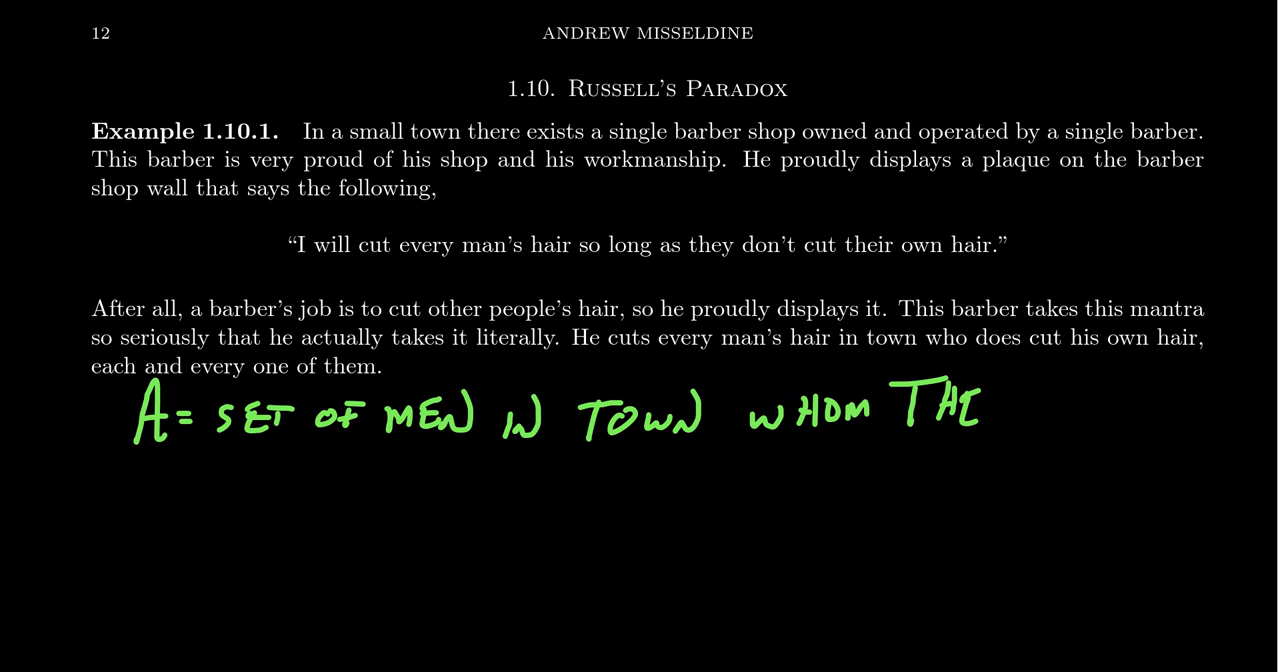 12
ANDREW MISSELDINE
1.10. Russell's Paradox
Example 1.10.1. In a small town there exists a single barber shop owned and operated by a single barber.
This barber is very proud of his shop and his workmanship. He proudly displays a plaque on the barber
shop wall that says the following,
“I will cut every man's hair so long as they don't cut their own hair.”
After all, a barber's job is to cut other people's hair, so he proudly displays it. This barber takes this mantra
so seriously that he actually takes it literally. He cuts every man's hair in town who does cut his own hair,
each and every one of them.
A = SET OF MEN IN TOWN WHOM THE